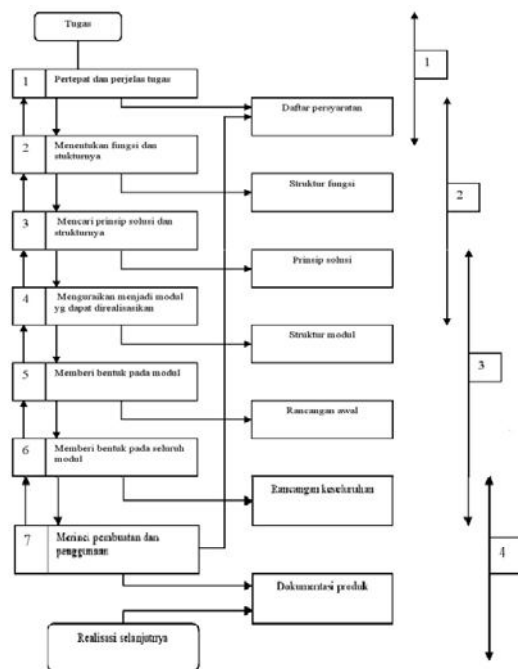 Tugas
1
Pertepat dan perjelas tugas
1
Daftar persyaratan
2
Menentukan fungsi dan
stukturnya
Struktur fungsi
2
3
Mencari prinsip solusi dan
strukturnya
Prinsip solusi
4
Menguraikan menjadi modul
yg dapat direalisasikan
Struktur modul
3
5
Memberi bentuk pada modul
Rancangan awal
6
Memberi bentuk pada seluruh
modul
Rancangan keseluruhan
7
Merinci pembuatan dan
penggunaan
4
Dokumentasi produk
Realisasi selanjutnya